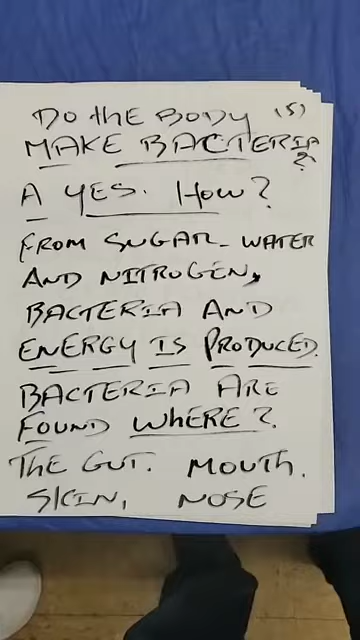 Do the BODY (5)
MAKE BACTERIA
?
A YES. How?
FROM SUGAR - WATER
AND NITROGEN,
BACTERIA AND
ENERGY IS PRODUCED.
BACTERIA ARE
FOUND WHERE?.
THE GUT. MOUTH.
SKIN, NOSE